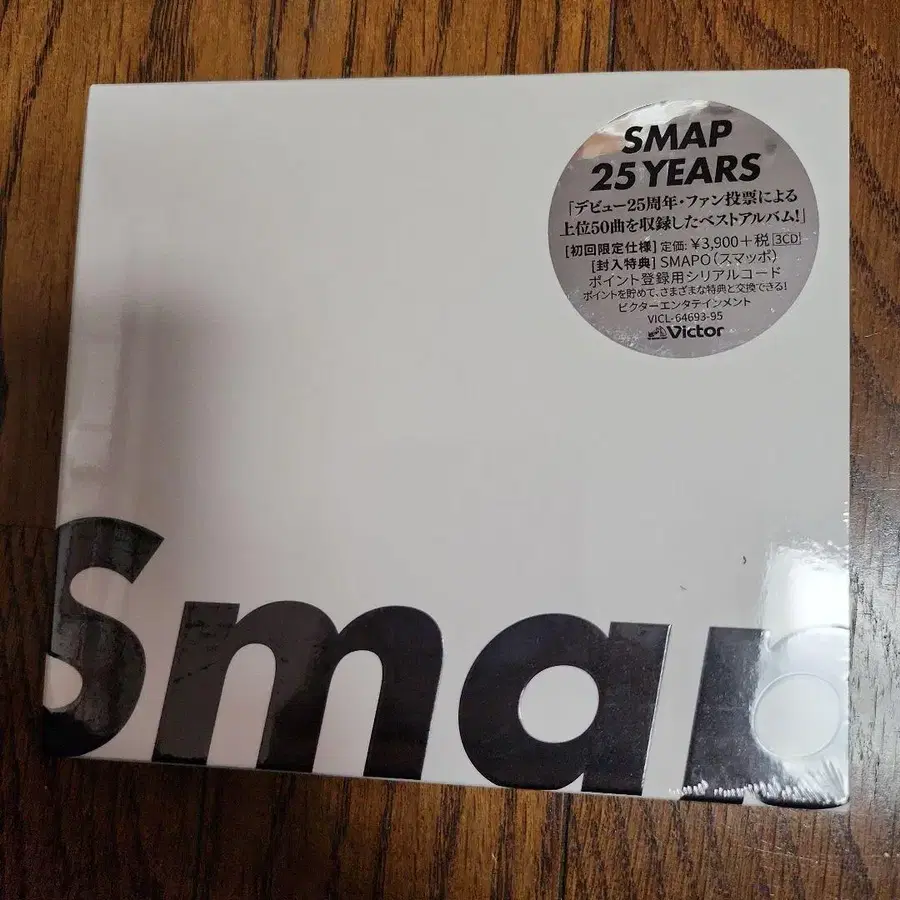 SMAP
25 YEARS
「デビュー25周年・ファン投票による
上位50曲を収録したベストアルバム!」
[初回限定仕様] 定価: ¥3,900+税 [3CD]
[封入特典] SMAPO(スマッポ)
ポイント登録用シリアルコード
ポイントを貯めて、さまざまな特典と交換できる!
ビクターエンタテインメント
VICL-64693-95
Victor
Smap